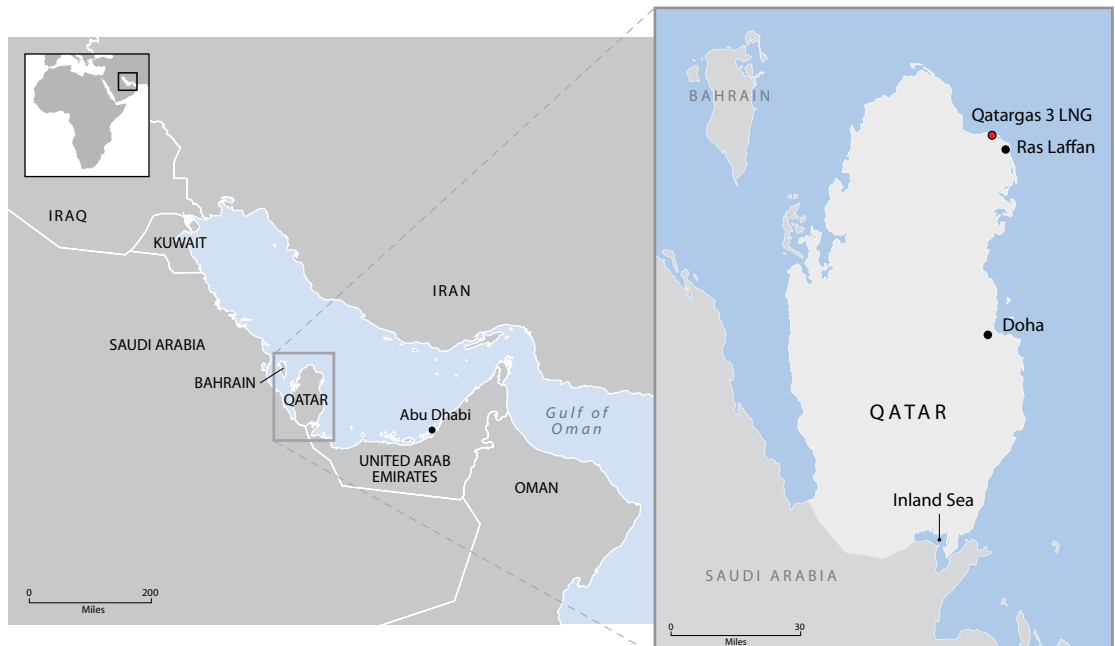 IRAQ
KUWAIT
IRAN
SAUDI ARABIA
BAHRAIN
QATAR
Abu Dhabi
Gulf of
Oman
UNITED ARAB
EMIRATES
OMAN
0 200
Miles
BAHRAIN
Qatargas 3 LNG
Ras Laffan
Doha
QATAR
Inland Sea
SAUDI ARABIA
0 30
Miles